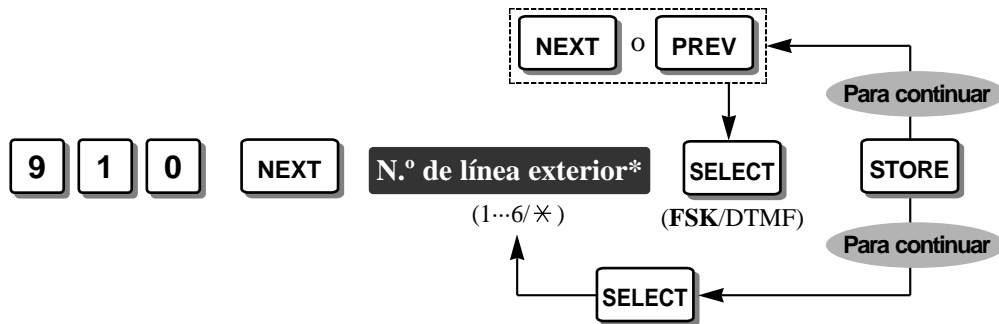 NEXT o PREV
Para continuar
9 1 0 NEXT N.º de línea exterior* SELECT STORE
(1···6/✳) (FSK/DTMF)
Para continuar
SELECT